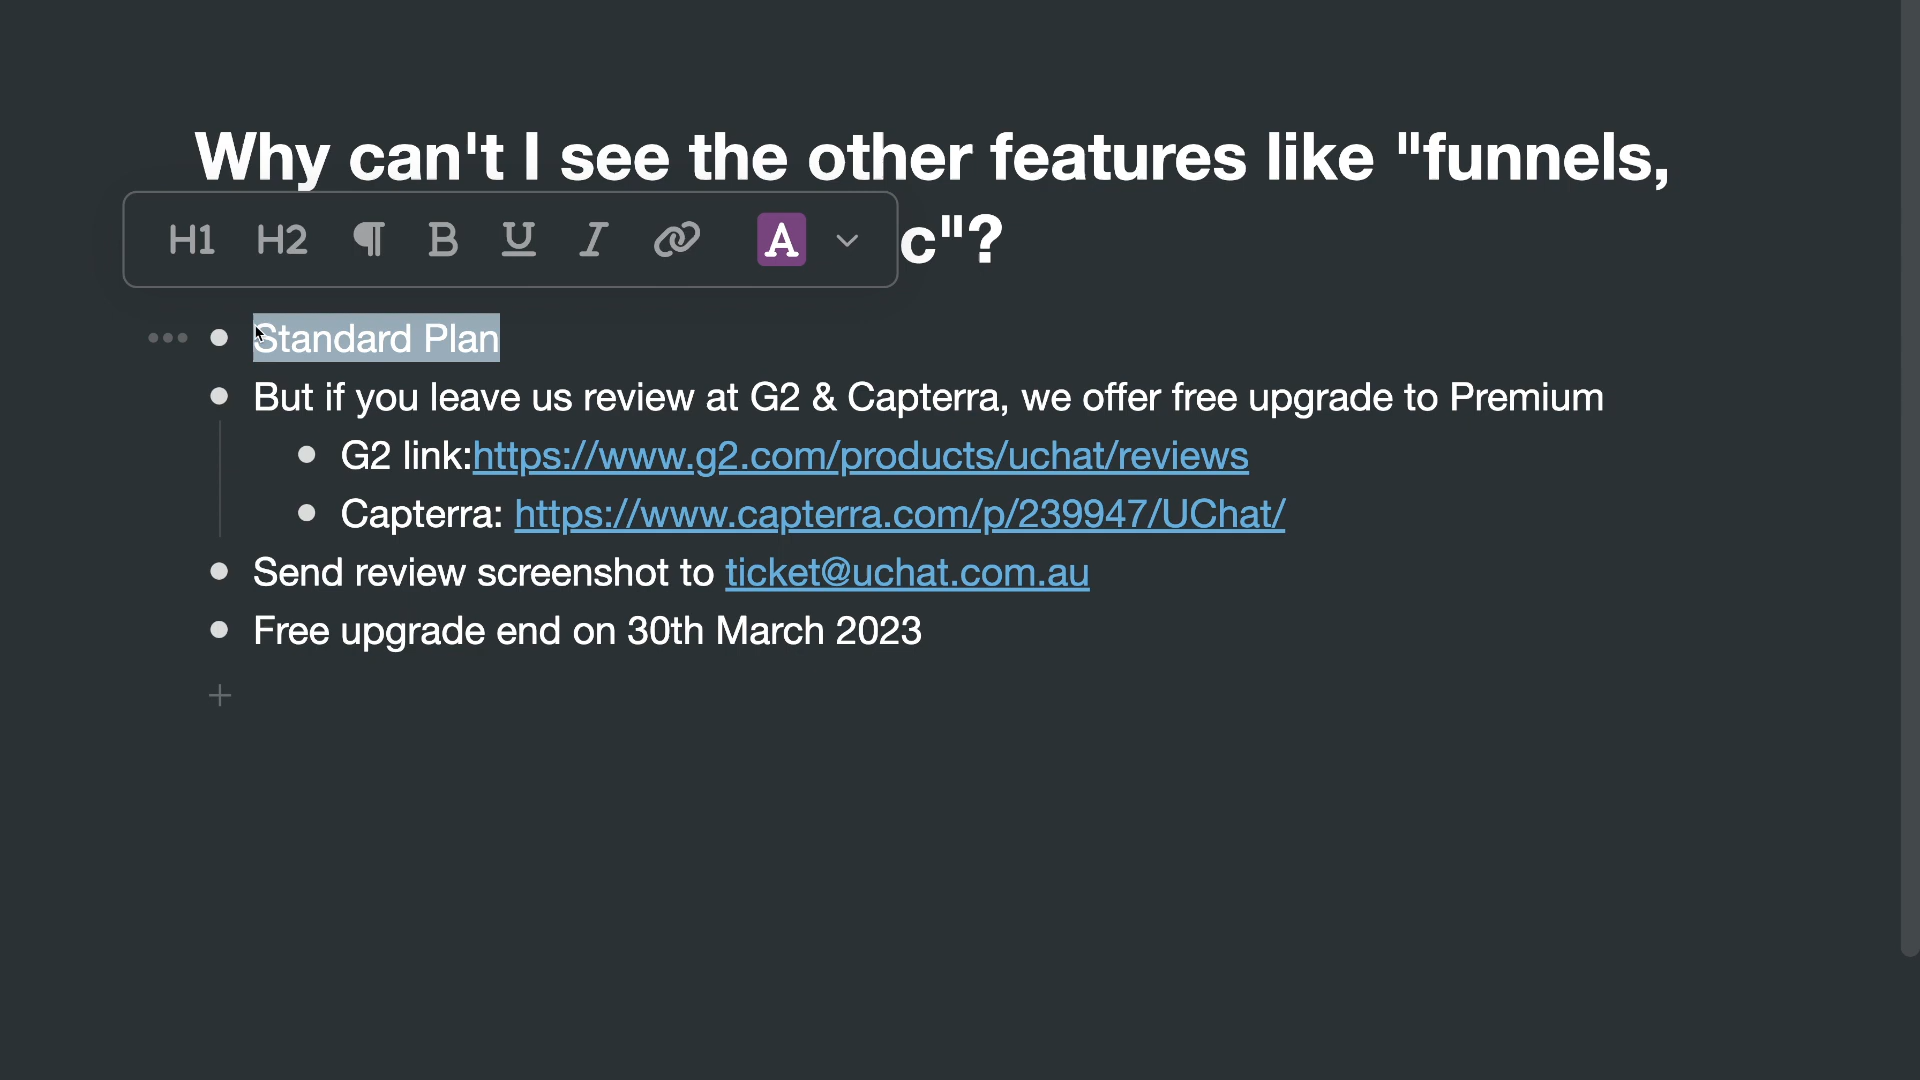 Why can't I see the other features like "funnels,
c"?
H1 H2 B U I A
Standard Plan
But if you leave us review at G2 & Capterra, we offer free upgrade to Premium
G2 link:https://www.g2.com/products/uchat/reviews
Capterra: https://www.capterra.com/p/239947/UChat/
Send review screenshot to ticket@uchat.com.au
Free upgrade end on 30th March 2023